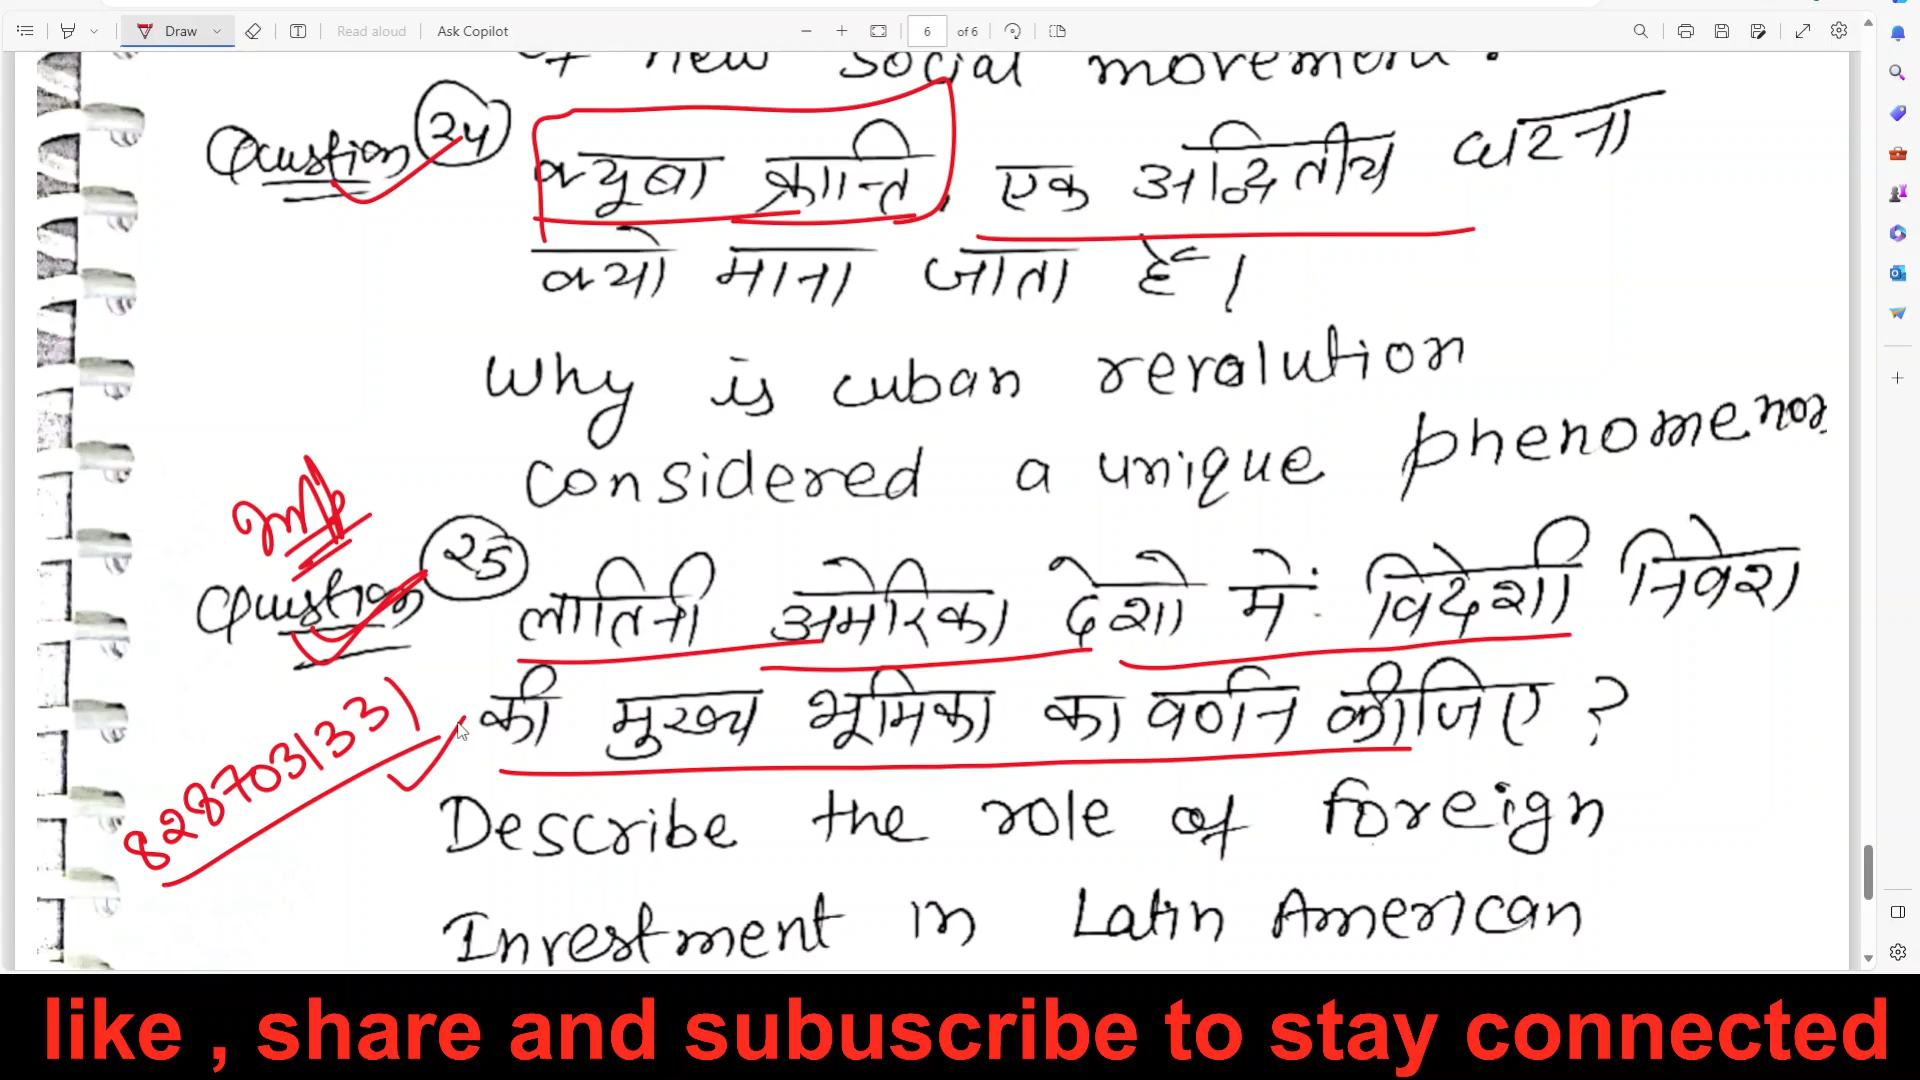 Draw
Read aloud
Ask Copilot
6
of 6
of new social movement.
Question 24 क्यूबा क्रान्ति, एक अद्वितीय घटना
क्यो माना जाता है।
Why is cuban revolution
considered a unique phenomenon
Imp
Question 25 लातिनी अमेरिका देशो में विदेशी निवेश
की मुख्य भूमिका का वर्णन कीजिए ?
8287031331
Describe the role of foreign
Investment in Latin American
like , share and subuscribe to stay connected